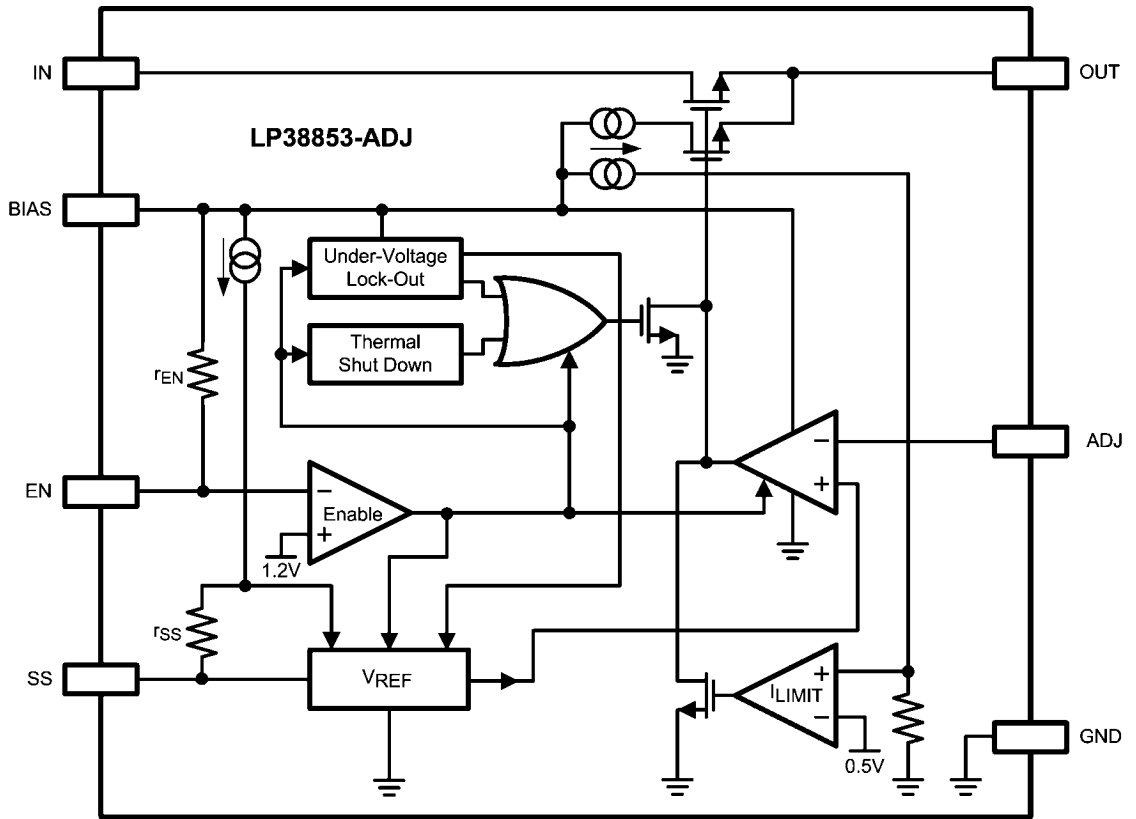 IN
OUT
LP38853-ADJ
BIAS
Under-Voltage
Lock-Out
Thermal
Shut Down
rEN
ADJ
−
+
EN
−
Enable
+
1.2V
rSS
SS
VREF
+
ILIMIT
−
0.5V
GND